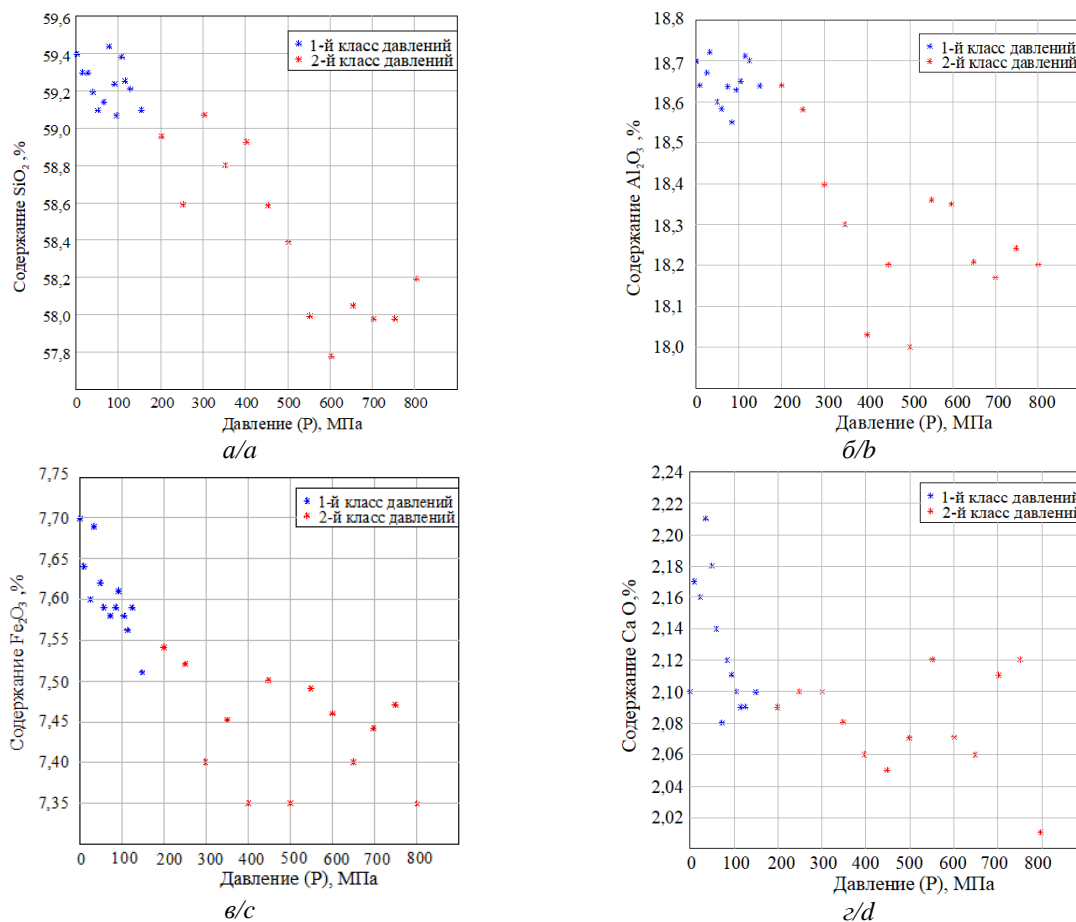 59,6
59,4
59,2
59,0
58,8
58,6
58,4
58,2
58,0
57,8
Содержание SiO2 ,%
1-й класс давлений
2-й класс давлений
0 100 200 300 400 500 600 700 800
Давление (P), МПа
а/a
18,8
18,7
18,6
18,5
18,4
18,3
18,2
18,1
18,0
Содержание Al2O3 ,%
1-й класс давлений
2-й класс давлений
0 100 200 300 400 500 600 700 800
Давление (P), МПа
б/b
7,75
7,70
7,65
7,60
7,55
7,50
7,45
7,40
7,35
Содержание Fe2O3 ,%
1-й класс давлений
2-й класс давлений
0 100 200 300 400 500 600 700 800
Давление (P), МПа
в/c
2,24
2,22
2,20
2,18
2,16
2,14
2,12
2,10
2,08
2,06
2,04
2,02
Содержание Ca O,%
1-й класс давлений
2-й класс давлений
0 100 200 300 400 500 600 700 800
Давление (P), МПа
г/d